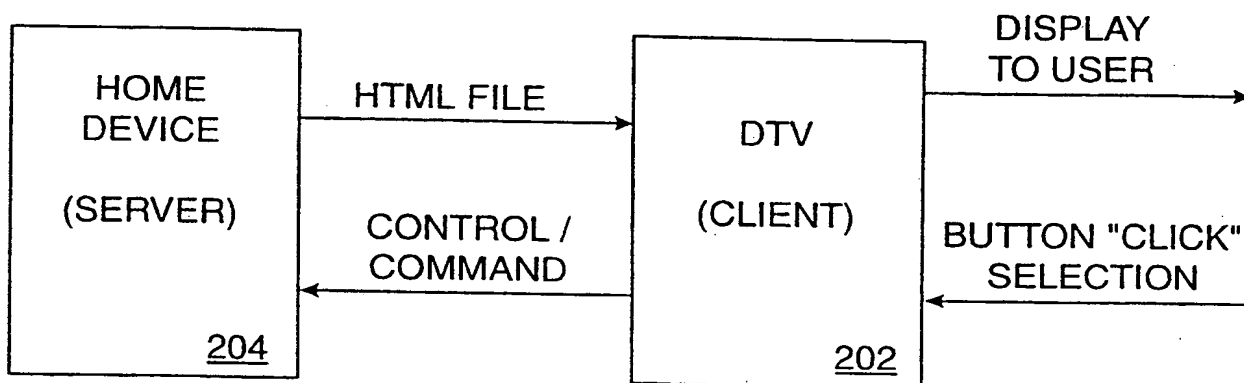 HOME
DEVICE
(SERVER)
204
HTML FILE
CONTROL /
COMMAND
DTV
(CLIENT)
202
DISPLAY
TO USER
BUTTON "CLICK"
SELECTION